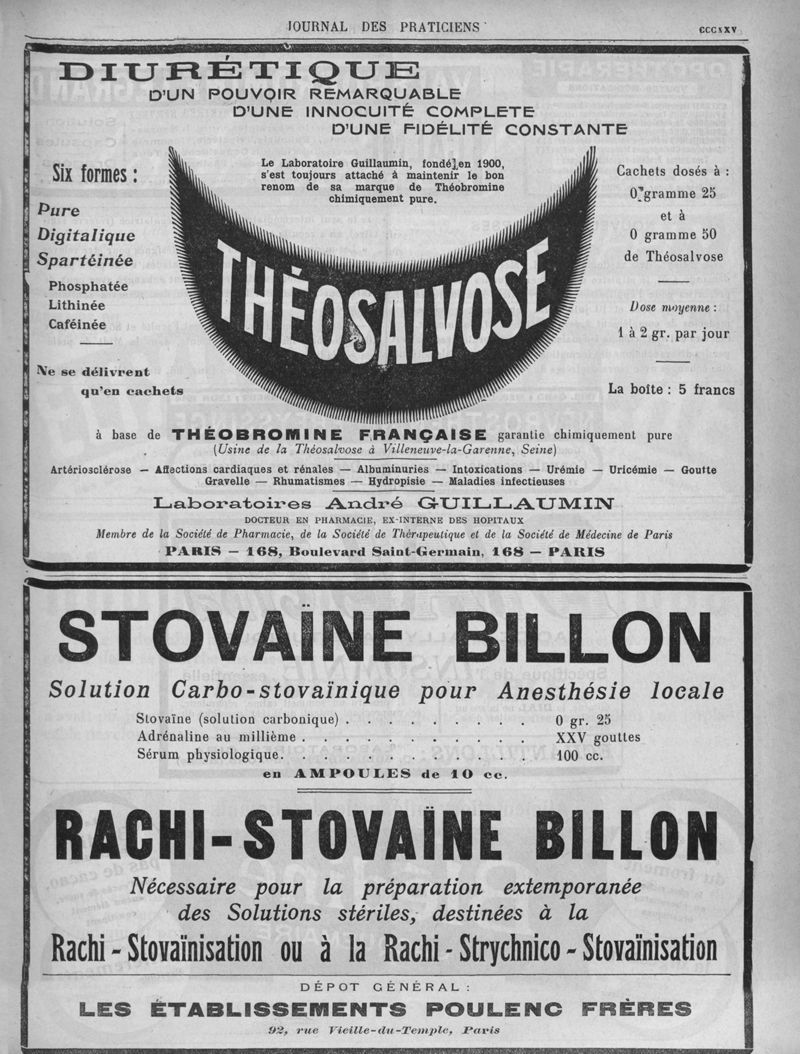 JOURNAL DES PRATICIENS
CCCXXV
DIURÉTIQUE
D'UN POUVOIR REMARQUABLE
D'UNE INNOCUITÉ COMPLETE
D'UNE FIDÉLITÉ CONSTANTE
Six formes :
Pure
Digitalique
Spartéinée
Phosphatée
Lithinée
Caféinée
Ne se délivrent
qu'en cachets
Le Laboratoire Guillaumin, fondé en 1900,
s'est toujours attaché à maintenir le bon
renom de sa marque de Théobromine
chimiquement pure.
THÉOSALVOSE
Cachets dosés à :
0 gramme 25
et à
0 gramme 50
de Théosalvose
Dose moyenne :
1 à 2 gr. par jour
La boîte : 5 francs
à base de THÉOBROMINE FRANÇAISE garantie chimiquement pure
(Usine de la Théosalvose à Villeneuve-la-Garenne, Seine)
Artériosclérose — Affections cardiaques et rénales — Albuminuries — Intoxications — Urémie — Uricémie — Goutte
Gravelle — Rhumatismes — Hydropisie — Maladies infectieuses
Laboratoires André GUILLAUMIN
DOCTEUR EN PHARMACIE, EX-INTERNE DES HOPITAUX
Membre de la Société de Pharmacie, de la Société de Thérapeutique et de la Société de Médecine de Paris
PARIS — 168, Boulevard Saint-Germain, 168 — PARIS
STOVAÏNE BILLON
Solution Carbo-stovaïnique pour Anesthésie locale
Stovaïne (solution carbonique) . . . . . . . . . 0 gr. 25
Adrénaline au millième . . . . . . . . . . . XXV gouttes
Sérum physiologique. . . . . . . . . . . . 100 cc.
en AMPOULES de 10 cc.
RACHI-STOVAÏNE BILLON
Nécessaire pour la préparation extemporanée
des Solutions stériles, destinées à la
Rachi - Stovaïnisation ou à la Rachi - Strychnico - Stovaïnisation
DÉPOT GÉNÉRAL :
LES ÉTABLISSEMENTS POULENC FRÈRES
92, rue Vieille-du-Temple, Paris